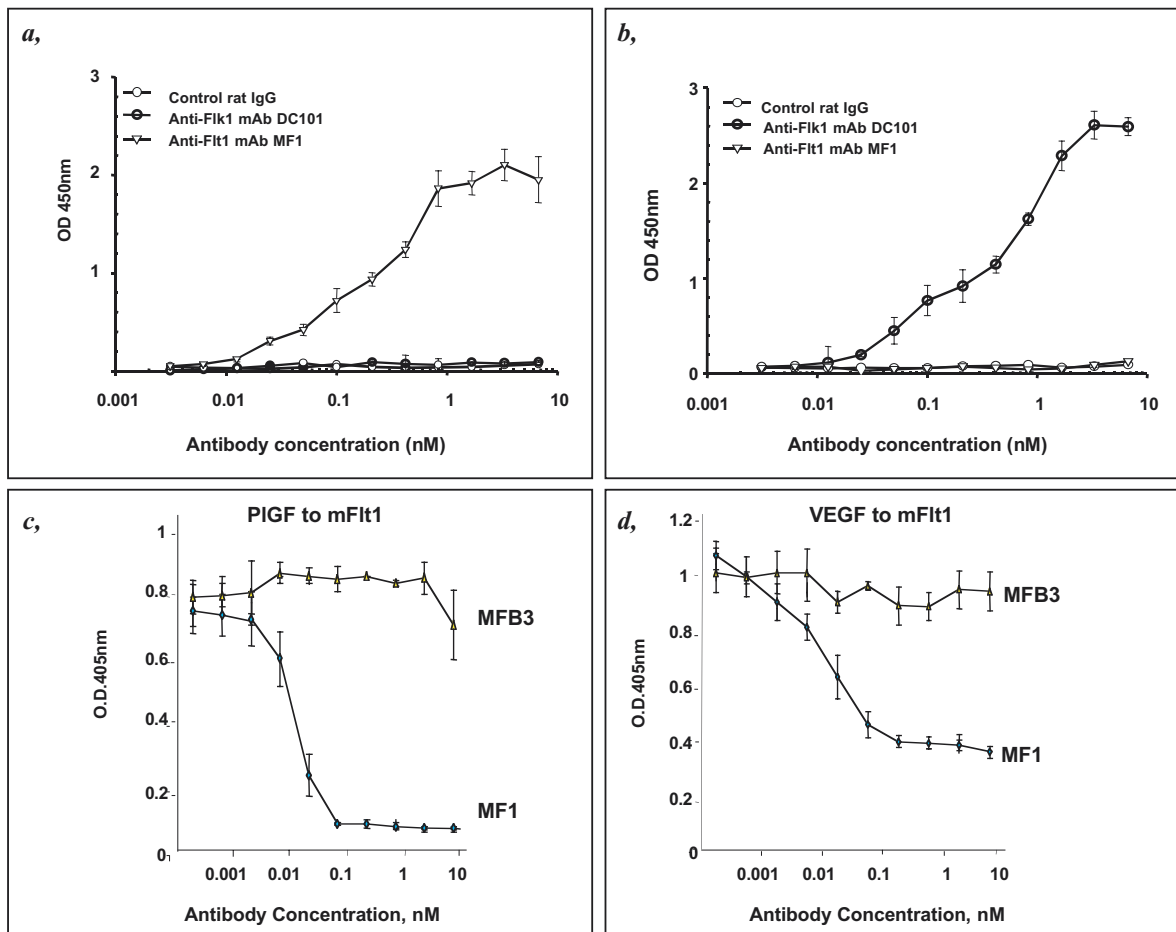 a,
3
2
1
OD 450nm
Control rat IgG
Anti-Flk1 mAb DC101
Anti-Flt1 mAb MF1
0.001
0.01
0.1
1
10
Antibody concentration (nM)
b,
3
2
1
0
OD 450nm
Control rat IgG
Anti-Flk1 mAb DC101
Anti-Flt1 mAb MF1
0.001
0.01
0.1
1
10
Antibody concentration (nM)
c,
PlGF to mFlt1
1
0.8
0.6
0.4
0.2
0
O.D.405nm
MFB3
MF1
0.001
0.01
0.1
1
10
Antibody Concentration, nM
d,
VEGF to mFlt1
1.2
1
0.8
0.6
0.4
0.2
0
O.D.405nm
MFB3
MF1
0.001
0.01
0.1
1
10
Antibody Concentration, nM